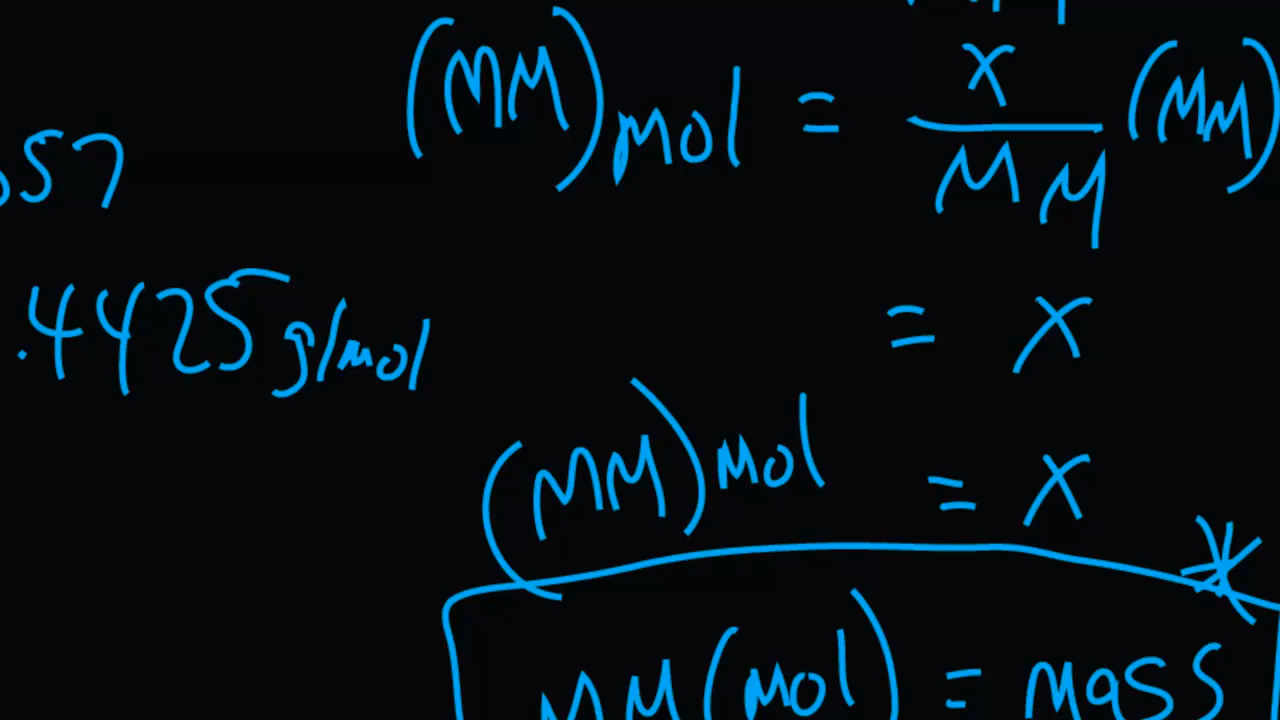 (MM)mol = x/MM (MM)
57
.4425 g/mol
= x
(MM)mol = x
*
MM(mol) = mass